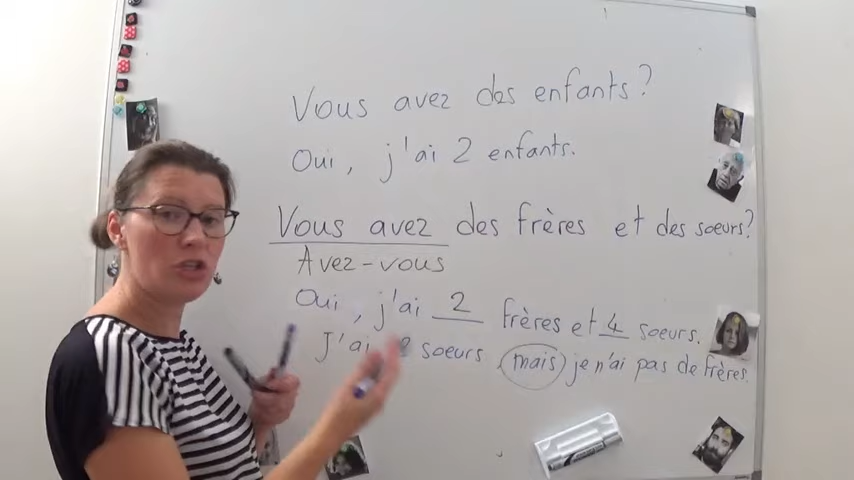 Vous avez des enfants?
Oui, j'ai 2 enfants.
Vous avez des frères et des soeurs?
Avez-vous
Oui, j'ai 2 frères et 4 soeurs.
J'ai soeurs, mais je n'ai pas de frères.